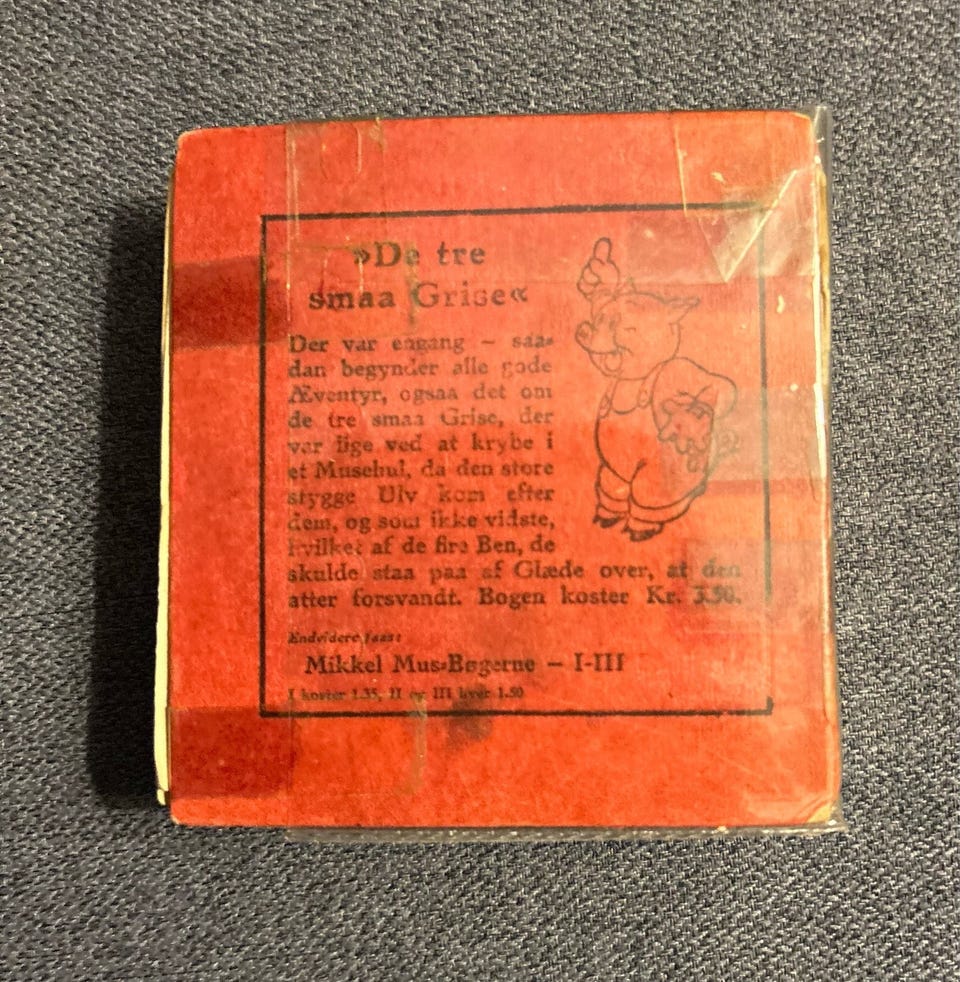 »De tre
smaa Grise«
Der var engang – saa=
dan begynder alle gode
Æventyr, ogsaa det om
de tre smaa Grise, der
var lige ved at krybe i
et Musehul, da den store
stygge Ulv kom efter
dem, og som ikke vidste,
hvilket af de fire Ben, de
skulde staa paa af Glæde over, at den
atter forsvandt. Bogen koster Kr. 3.50.
Endvidere faas:
Mikkel Mus=Bøgerne – I-III
I koster 1.35, II og III hver 1.50